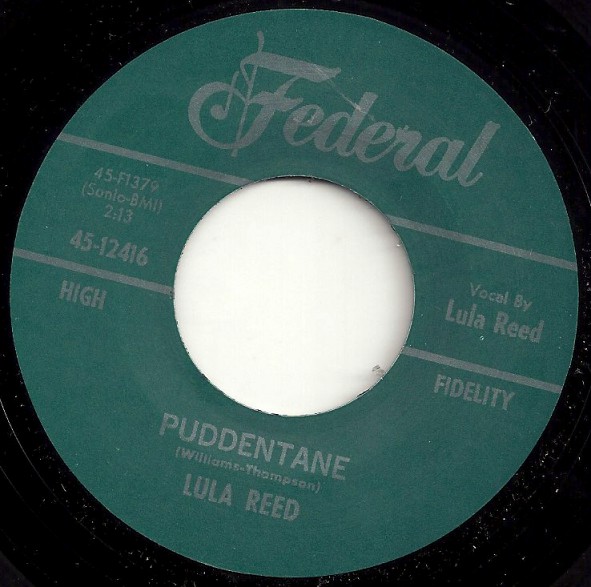 Federal
45-F1379
(Sonlo-BMI)
2:13
45-12416
HIGH
Vocal By
Lula Reed
FIDELITY
PUDDENTANE
(Williams-Thompson)
LULA REED